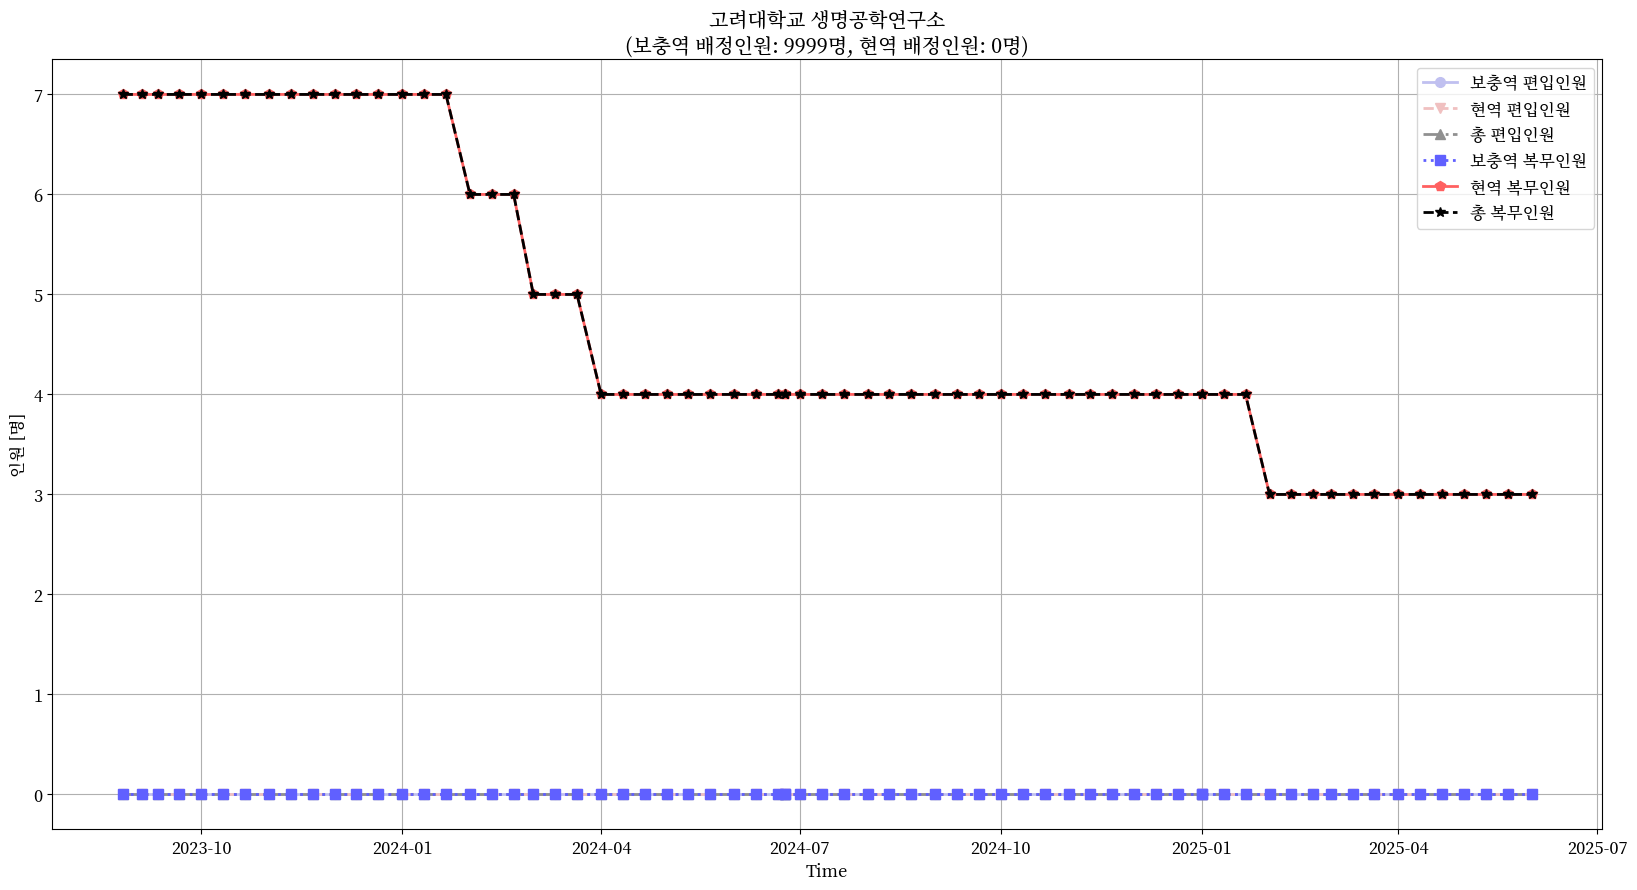 고려대학교 생명공학연구소
(보충역 배정인원: 9999명, 현역 배정인원: 0명)
보충역 편입인원
현역 편입인원
총 편입인원
보충역 복무인원
현역 복무인원
총 복무인원
인원 [명]
7
6
5
4
3
2
1
0
2023-10
2024-01
2024-04
2024-07
2024-10
2025-01
2025-04
2025-07
Time